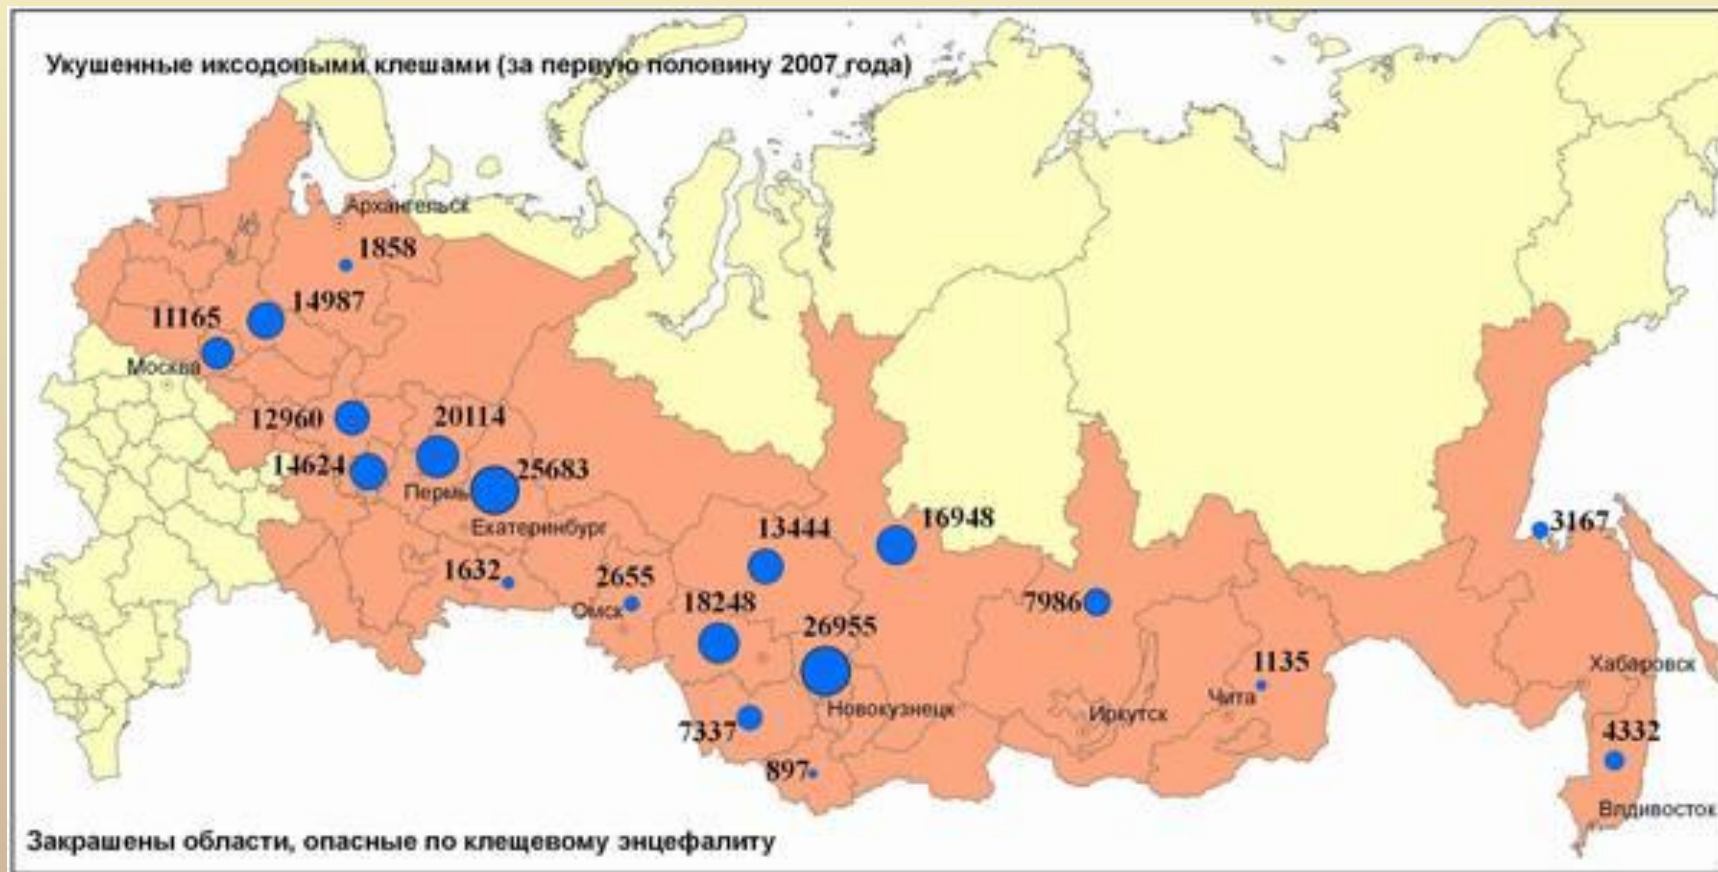 Укушенные иксодовыми клешами (за первую половину 2007 года)
Архангельск
1858
14987
11165
Москва
12960
20114
14624
Пермь
25683
Екатеринбург
13444
16948
3167
1632
2655
Омск
18248
7986
26955
1135
Хабаровск
Чита
Новокузнецк
Иркутск
7337
4332
897
Влдивосток
Закрашены области, опасные по клещевому энцефалиту